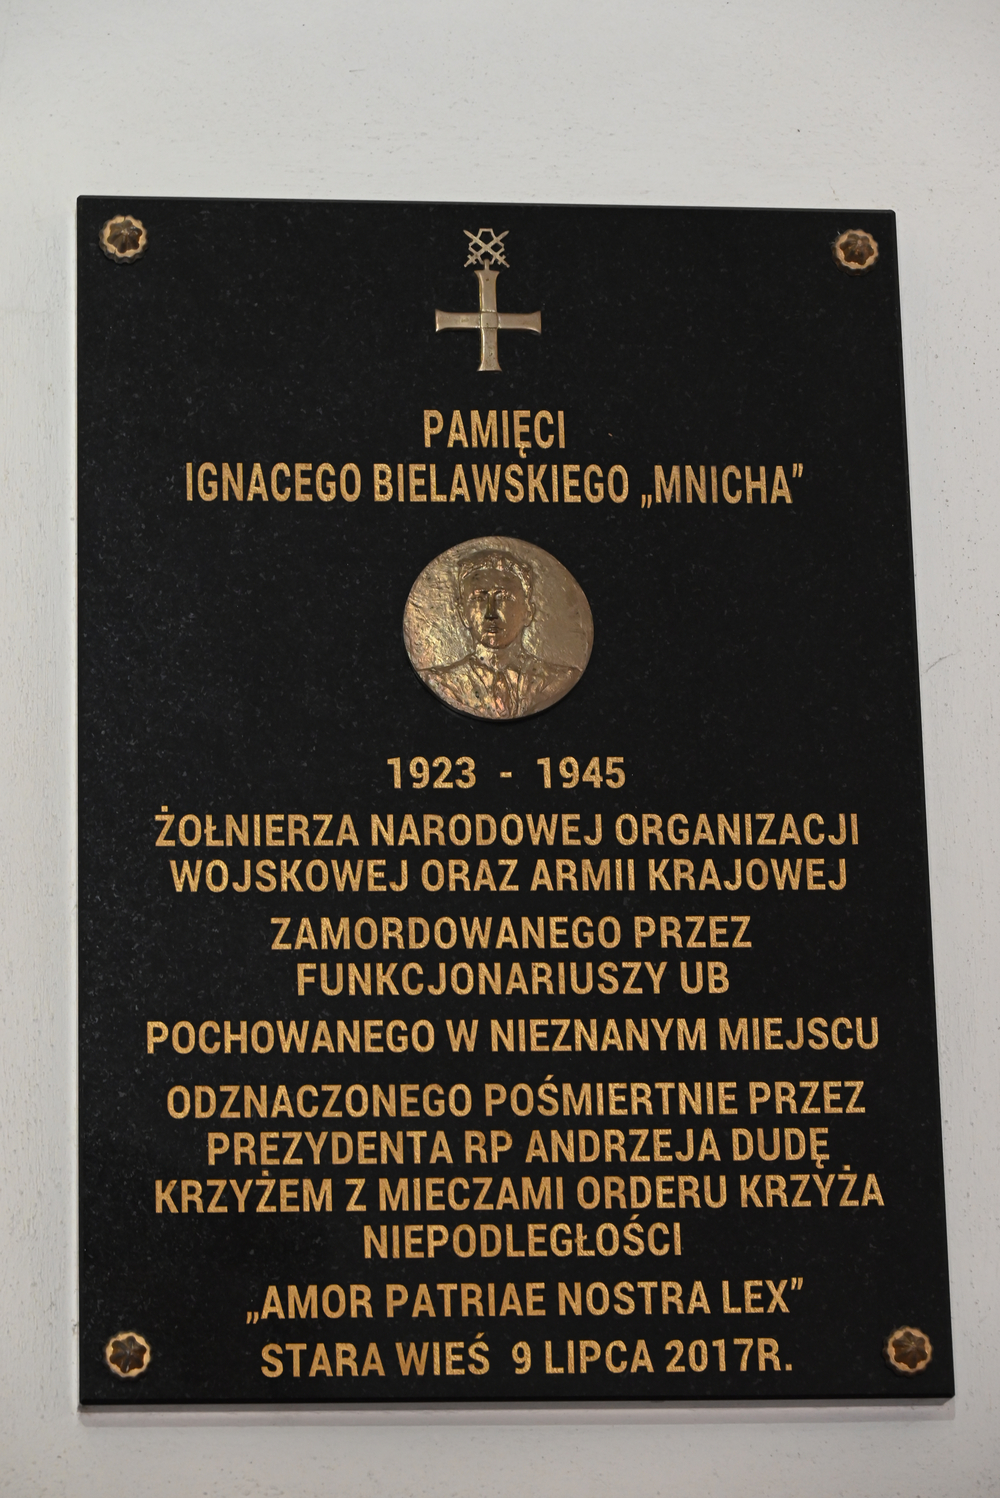 PAMIĘCI
IGNACEGO BIELAWSKIEGO „MNICHA”
1923 - 1945
ŻOŁNIERZA NARODOWEJ ORGANIZACJI
WOJSKOWEJ ORAZ ARMII KRAJOWEJ
ZAMORDOWANEGO PRZEZ
FUNKCJONARIUSZY UB
POCHOWANEGO W NIEZNANYM MIEJSCU
ODZNACZONEGO POŚMIERTNIE PRZEZ
PREZYDENTA RP ANDRZEJA DUDĘ
KRZYŻEM Z MIECZAMI ORDERU KRZYŻA
NIEPODLEGŁOŚCI
„AMOR PATRIAE NOSTRA LEX”
STARA WIEŚ 9 LIPCA 2017R.